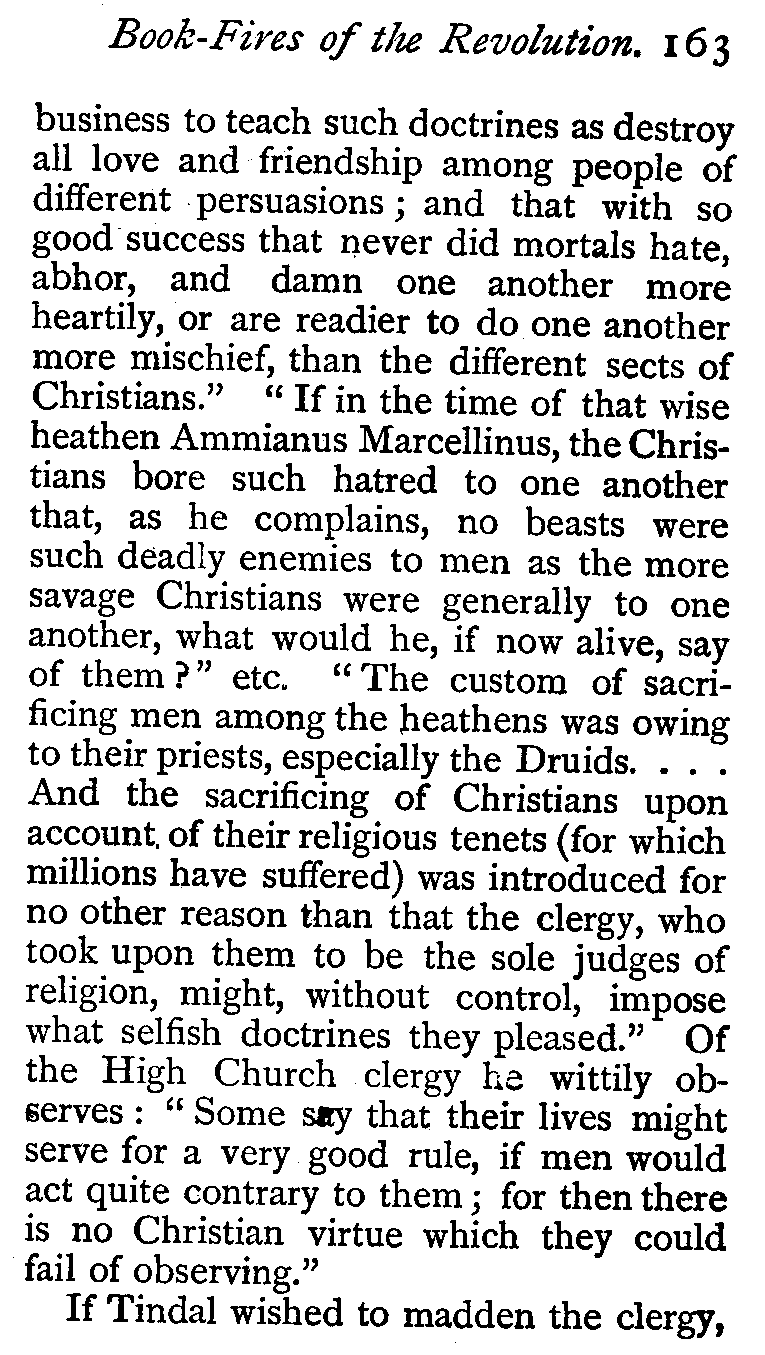 Book-Fires of the Revolution. 163
business to teach such doctrines as destroy
all love and friendship among people of
different persuasions ; and that with so
good success that never did mortals hate,
abhor, and damn one another more
heartily, or are readier to do one another
more mischief, than the different sects of
Christians.” “ If in the time of that wise
heathen Ammianus Marcellinus, the Chris-
tians bore such hatred to one another
that, as he complains, no beasts were
such deadly enemies to men as the more
savage Christians were generally to one
another, what would he, if now alive, say
of them ?” etc. “ The custom of sacri-
ficing men among the heathens was owing
to their priests, especially the Druids. . . .
And the sacrificing of Christians upon
account of their religious tenets (for which
millions have suffered) was introduced for
no other reason than that the clergy, who
took upon them to be the sole judges of
religion, might, without control, impose
what selfish doctrines they pleased.” Of
the High Church clergy he wittily ob-
serves : “ Some say that their lives might
serve for a very good rule, if men would
act quite contrary to them ; for then there
is no Christian virtue which they could
fail of observing.”
If Tindal wished to madden the clergy,